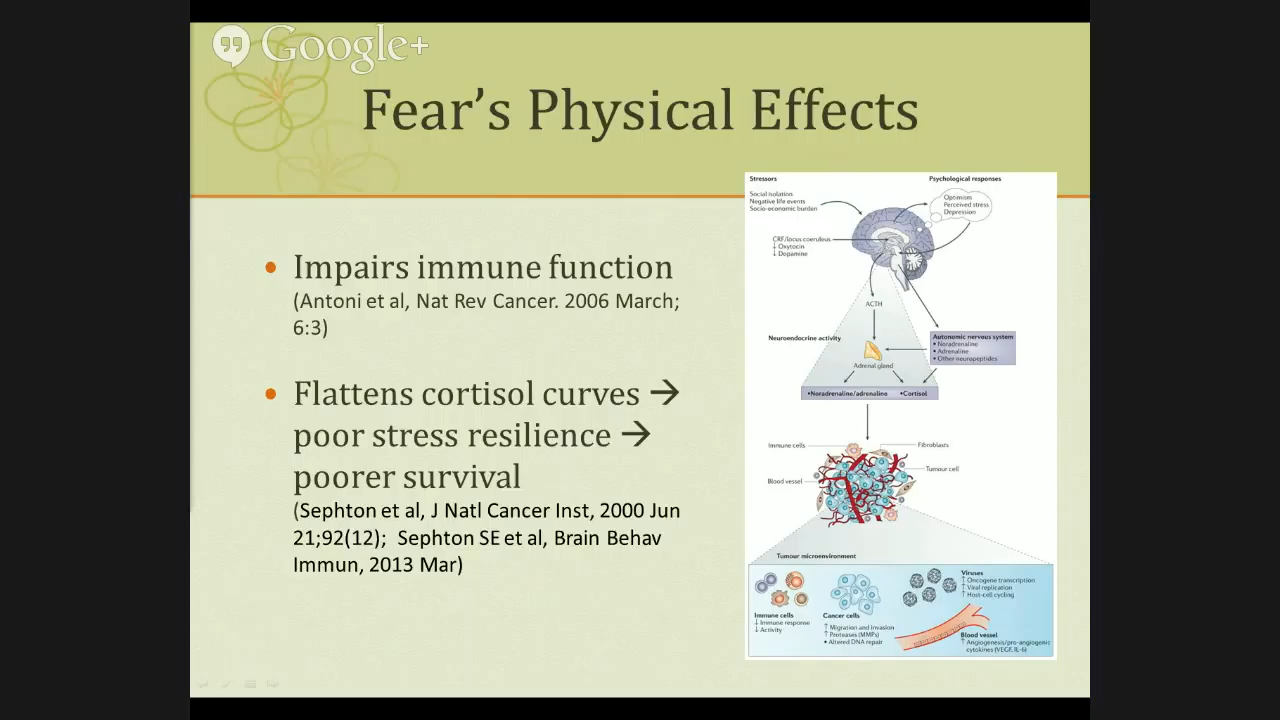 Google+
Fear's Physical Effects
• Impairs immune function
(Antoni et al, Nat Rev Cancer. 2006 March;
6:3)
• Flattens cortisol curves →
poor stress resilience →
poorer survival
(Sephton et al, J Natl Cancer Inst, 2000 Jun
21;92(12); Sephton SE et al, Brain Behav
Immun, 2013 Mar)
Stressors
Social isolation
Negative life events
Socio-economic burden
Psychological responses
Optimism
Perceived stress
Depression
CRF/locus coeruleus
↓ Oxytocin
↓ Dopamine
ACTH
Neuroendocrine activity
Adrenal gland
Autonomic nervous system
• Noradrenaline
• Adrenaline
• Other neuropeptides
•Noradrenaline/adrenaline •Cortisol
Immune cells
Fibroblasts
Tumour cell
Blood vessel
Tumour microenvironment
Immune cells
↓ Immune response
↓ Activity
Cancer cells
↑ Migration and invasion
↑ Proteases (MMPs)
• Altered DNA repair
Viruses
↑ Oncogene transcription
↑ Viral replication
↑ Host-cell cycling
Blood vessel
↑ Angiogenesis/pro-angiogenic
cytokines (VEGF, IL-6)